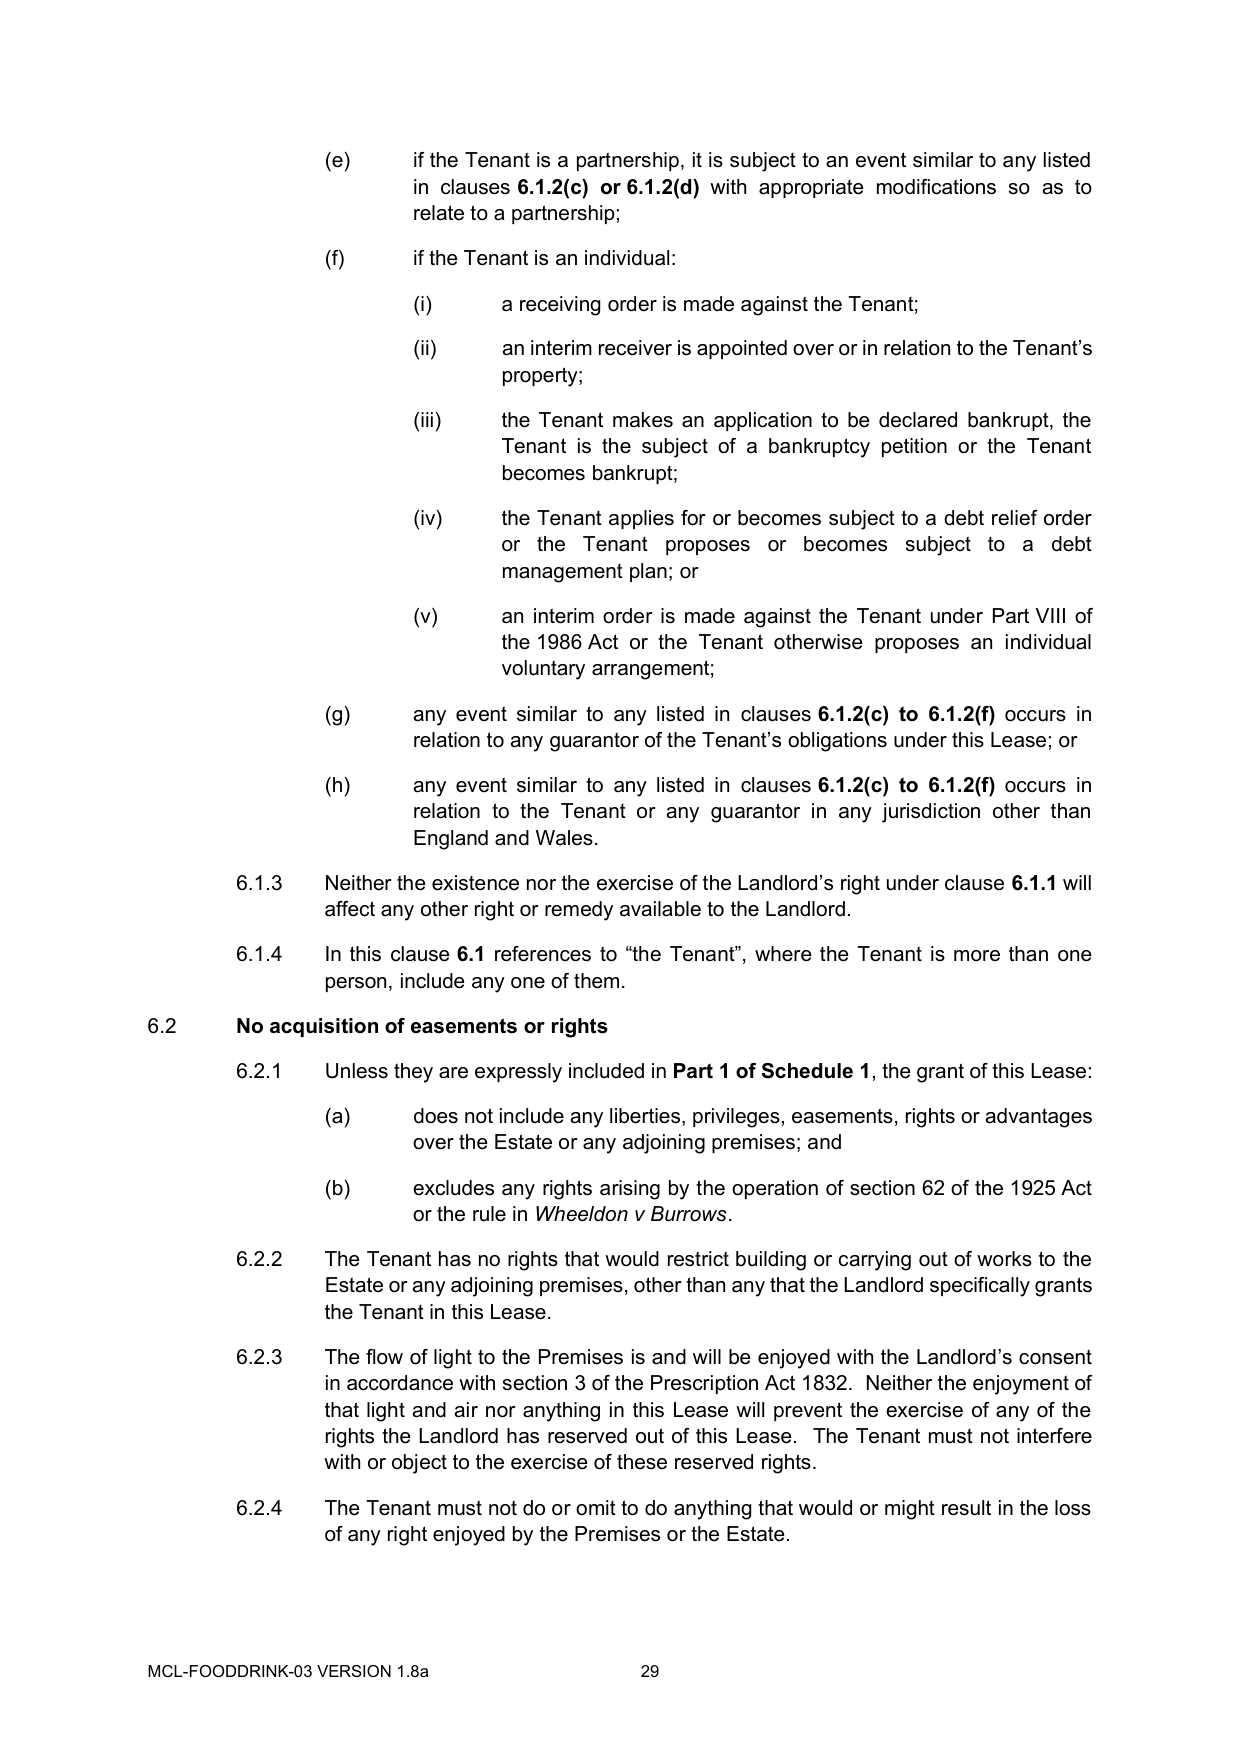 (e) if the Tenant is a partnership, it is subject to an event similar to any listed
in clauses 6.1.2(c) or 6.1.2(d) with appropriate modifications so as to
relate to a partnership;
(f) if the Tenant is an individual:
(i) a receiving order is made against the Tenant;
(ii) an interim receiver is appointed over or in relation to the Tenant’s
property;
(iii) the Tenant makes an application to be declared bankrupt, the
Tenant is the subject of a bankruptcy petition or the Tenant
becomes bankrupt;
(iv) the Tenant applies for or becomes subject to a debt relief order
or the Tenant proposes or becomes subject to a debt
management plan; or
(v) an interim order is made against the Tenant under Part VIII of
the 1986 Act or the Tenant otherwise proposes an individual
voluntary arrangement;
(g) any event similar to any listed in clauses 6.1.2(c) to 6.1.2(f) occurs in
relation to any guarantor of the Tenant’s obligations under this Lease; or
(h) any event similar to any listed in clauses 6.1.2(c) to 6.1.2(f) occurs in
relation to the Tenant or any guarantor in any jurisdiction other than
England and Wales.
6.1.3 Neither the existence nor the exercise of the Landlord’s right under clause 6.1.1 will
affect any other right or remedy available to the Landlord.
6.1.4 In this clause 6.1 references to “the Tenant”, where the Tenant is more than one
person, include any one of them.
6.2 No acquisition of easements or rights
6.2.1 Unless they are expressly included in Part 1 of Schedule 1, the grant of this Lease:
(a) does not include any liberties, privileges, easements, rights or advantages
over the Estate or any adjoining premises; and
(b) excludes any rights arising by the operation of section 62 of the 1925 Act
or the rule in Wheeldon v Burrows.
6.2.2 The Tenant has no rights that would restrict building or carrying out of works to the
Estate or any adjoining premises, other than any that the Landlord specifically grants
the Tenant in this Lease.
6.2.3 The flow of light to the Premises is and will be enjoyed with the Landlord’s consent
in accordance with section 3 of the Prescription Act 1832.  Neither the enjoyment of
that light and air nor anything in this Lease will prevent the exercise of any of the
rights the Landlord has reserved out of this Lease.  The Tenant must not interfere
with or object to the exercise of these reserved rights.
6.2.4 The Tenant must not do or omit to do anything that would or might result in the loss
of any right enjoyed by the Premises or the Estate.
MCL-FOODDRINK-03 VERSION 1.8a 29